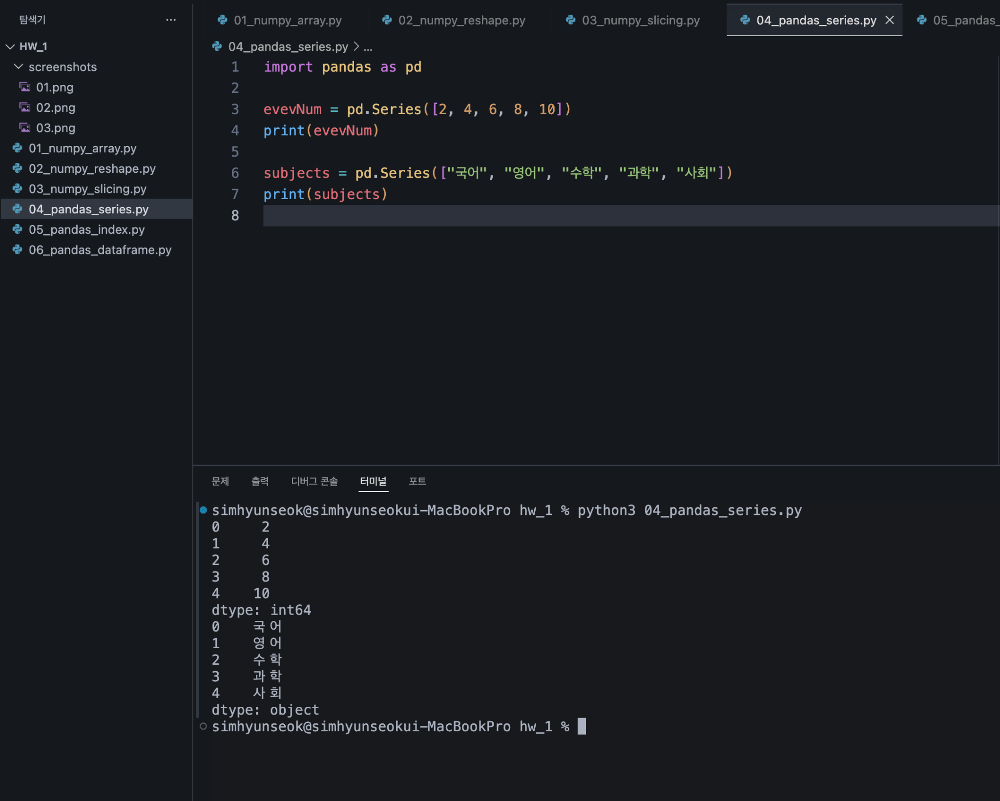 탐색기 ...
HW_1
screenshots
01.png
02.png
03.png
01_numpy_array.py
02_numpy_reshape.py
03_numpy_slicing.py
04_pandas_series.py
05_pandas_index.py
06_pandas_dataframe.py
01_numpy_array.py 02_numpy_reshape.py 03_numpy_slicing.py 04_pandas_series.py 05_pandas_
04_pandas_series.py > ...
1 import pandas as pd
2
3 evevNum = pd.Series([2, 4, 6, 8, 10])
4 print(evevNum)
5
6 subjects = pd.Series(["국어", "영어", "수학", "과학", "사회"])
7 print(subjects)
8
문제 출력 디버그 콘솔 터미널 포트
simhyunseok@simhyunseokui-MacBookPro hw_1 % python3 04_pandas_series.py
0 2
1 4
2 6
3 8
4 10
dtype: int64
0 국어
1 영어
2 수학
3 과학
4 사회
dtype: object
simhyunseok@simhyunseokui-MacBookPro hw_1 %